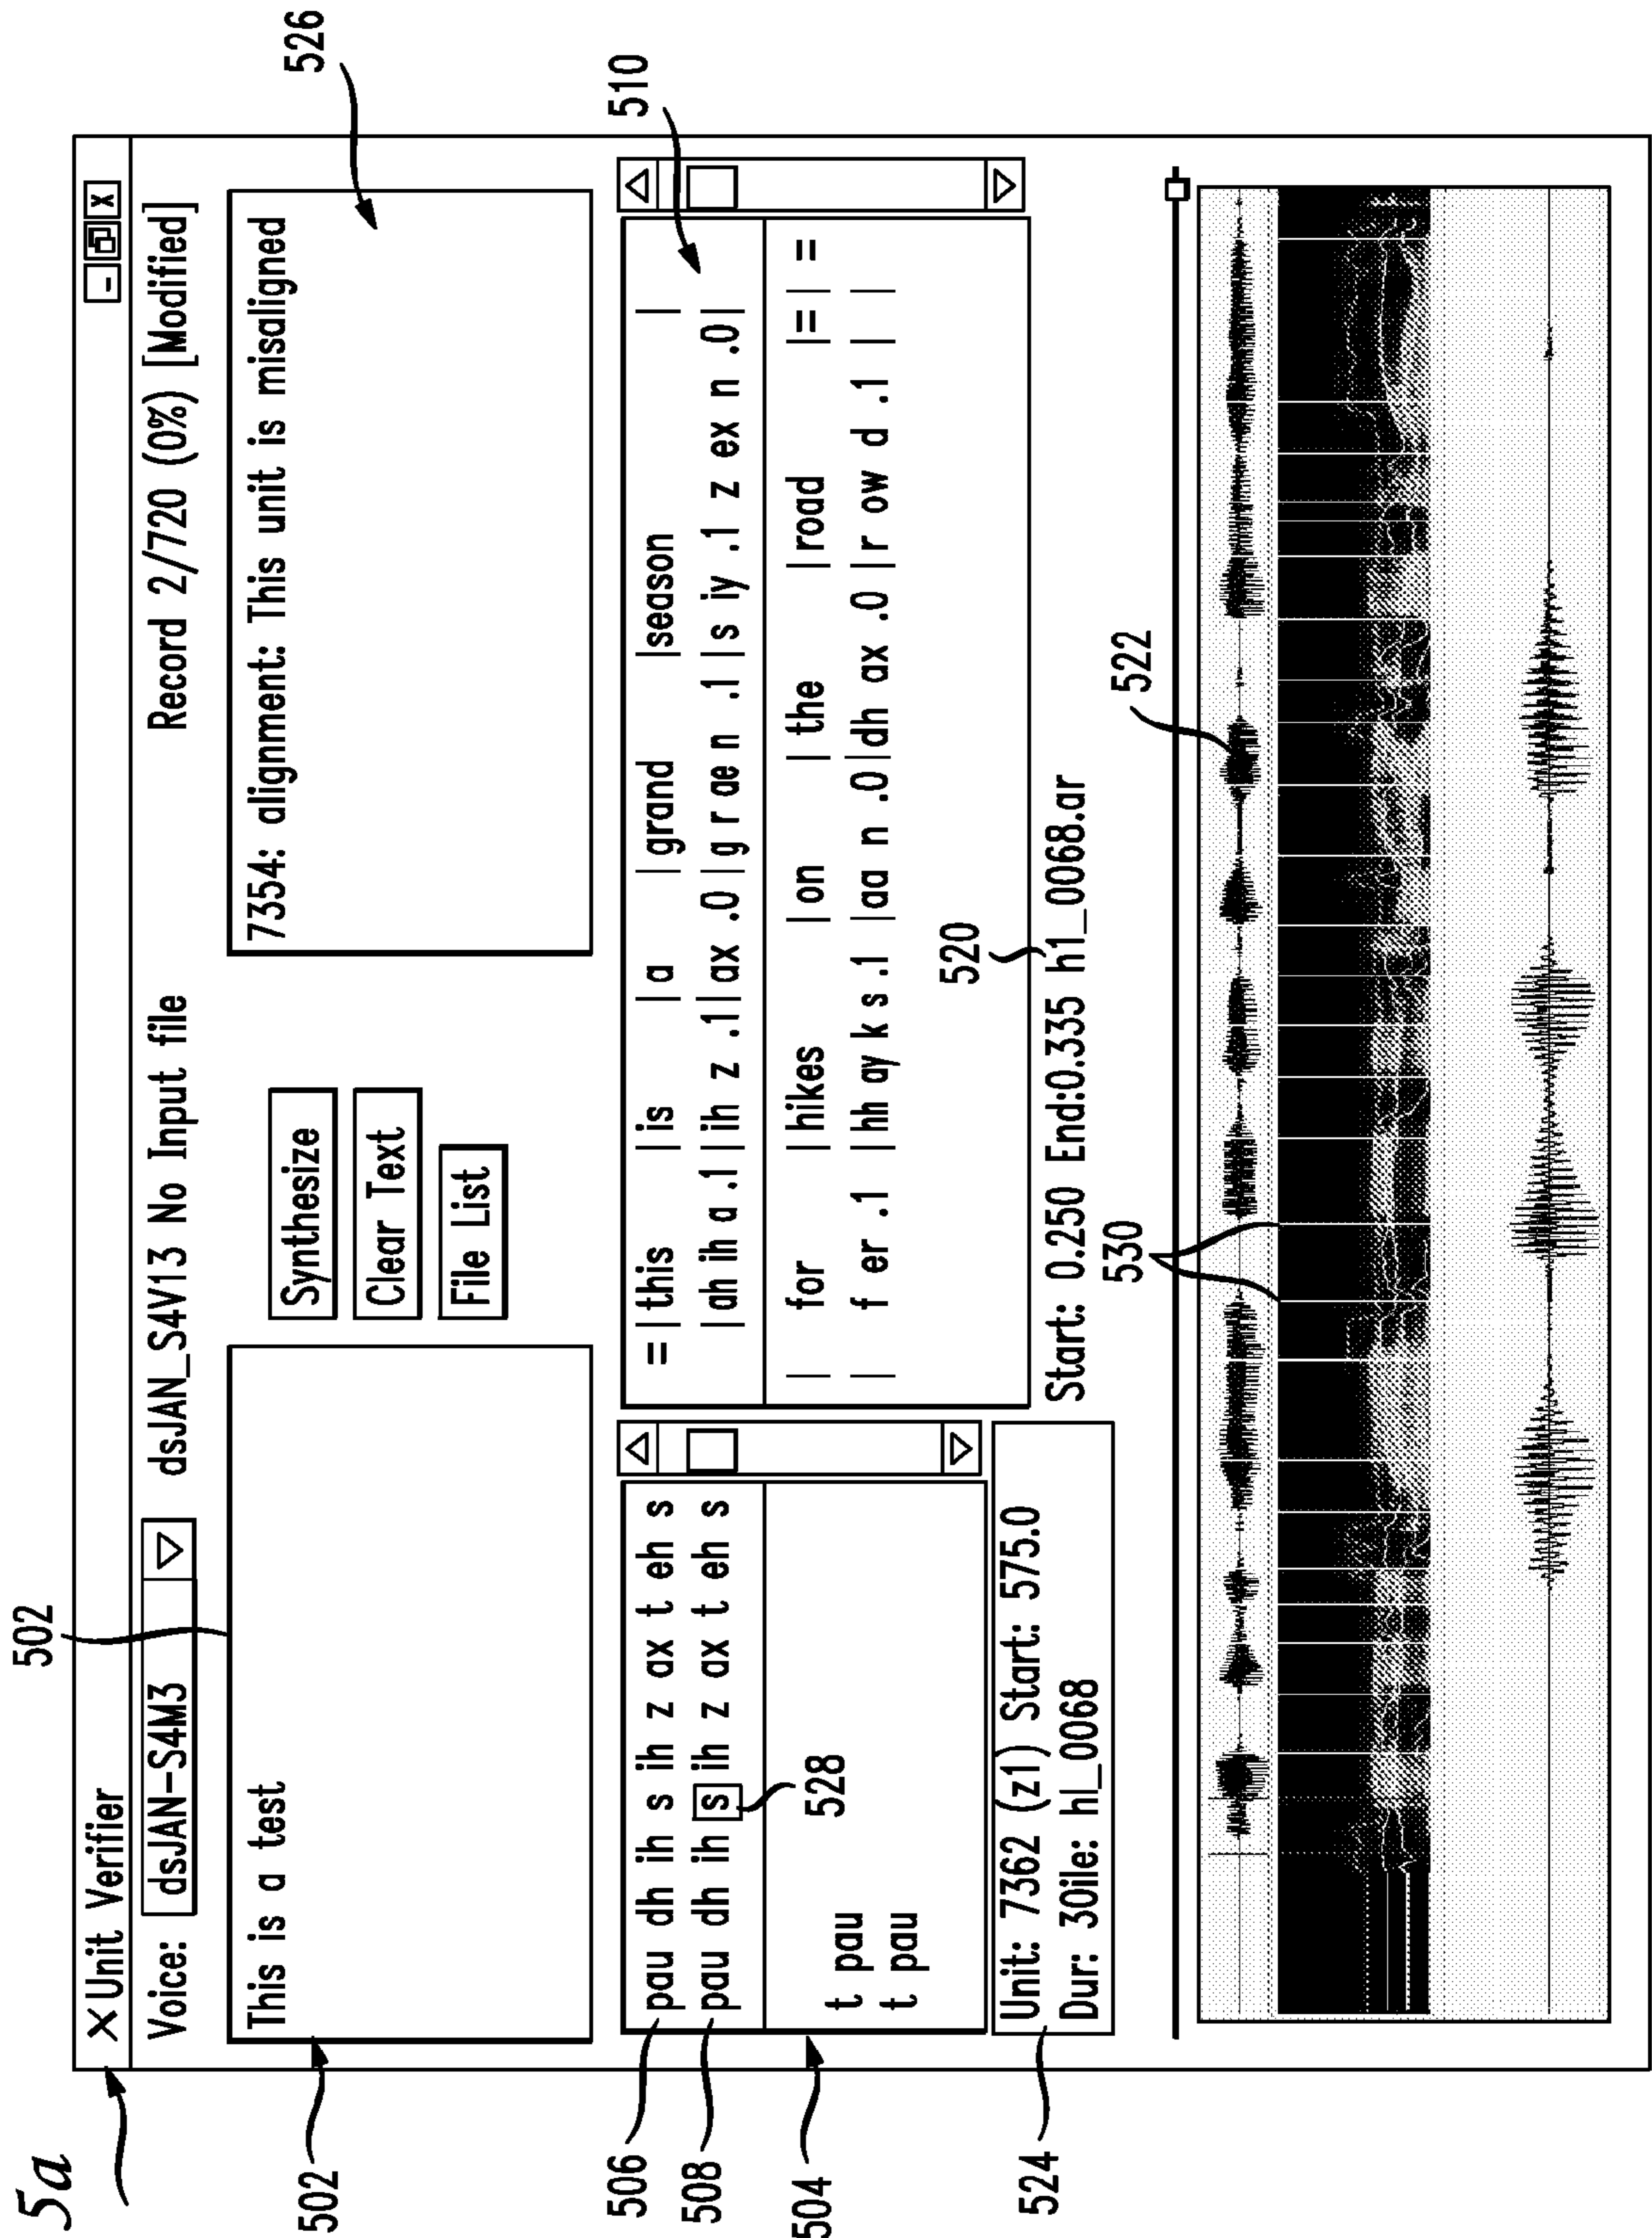 5a
502
526
X Unit Verifier
- x
Voice: dsJAN-S4M3 dsJAN_S4V13 No Input file Record 2/720 (0%) [Modified]
502
This is a test
Synthesize
Clear Text
File List
7354: alignment: This unit is misaligned
506
pau dh ih s ih z ax t eh s
508
pau dh ih s ih z ax t eh s
528
504
t pau
t pau
510
= |this |is |a |grand |season |
|ah ih a .1 |ih z .1|ax .0 |g r ae n .1 |s iy .1 z ex n .0|
| for |hikes |on |the |road |= | =
| f er .1 |hh ay k s .1 |aa n .0|dh ax .0 |r ow d .1 | |
520
524
Unit: 7362 (z1) Start: 575.0
Dur: 30ile: hl_0068
Start: 0.250 End:0.335 h1_0068.ar
530
522